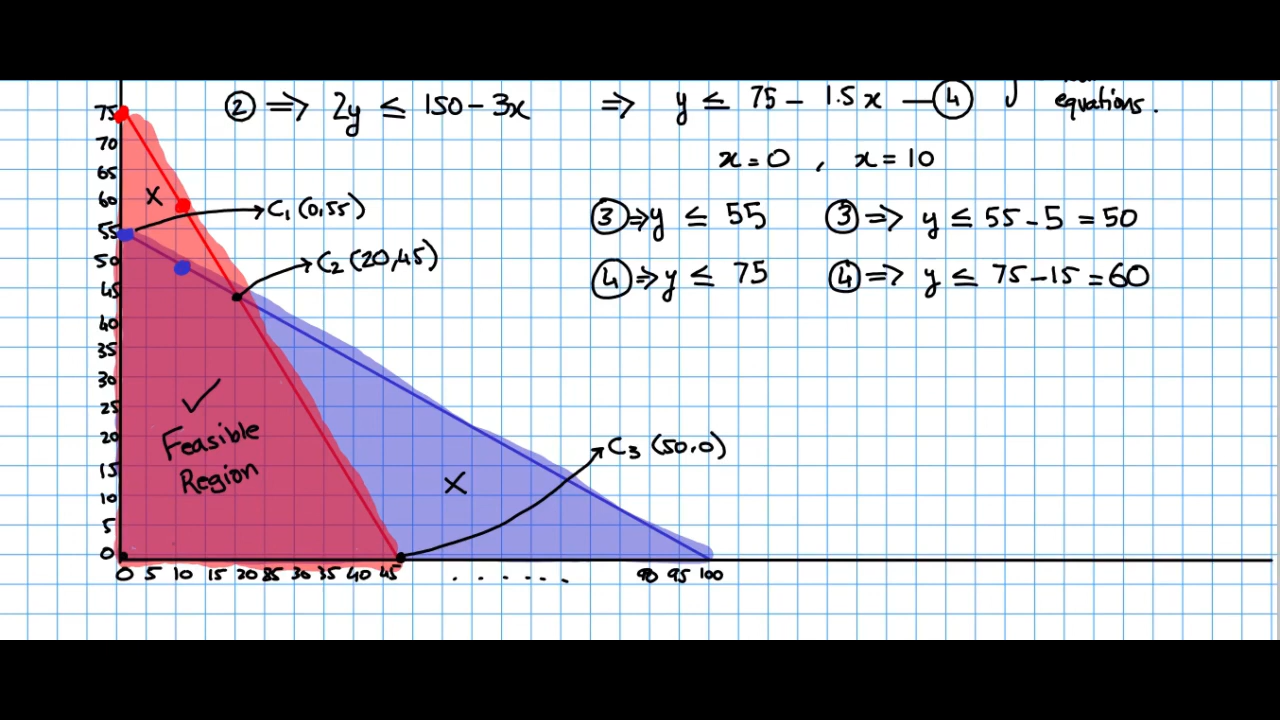 ② ⟹ 2y ≤ 150 - 3x ⟹ y ≤ 75 - 1.5x —④
equations.
x = 0 , x = 10
③⟹ y ≤ 55 ③ ⟹ y ≤ 55 - 5 = 50
④⟹ y ≤ 75 ④ ⟹ y ≤ 75 - 15 = 60
75
70
65
60
X
C₁ (0,55)
55
C₂ (20,45)
50
45
40
35
30
25
✓
Feasible
Region
20
C₃ (50,0)
15
X
10
5
0
0 5 10 15 20 25 30 35 40 45 . . . . . . 90 95 100